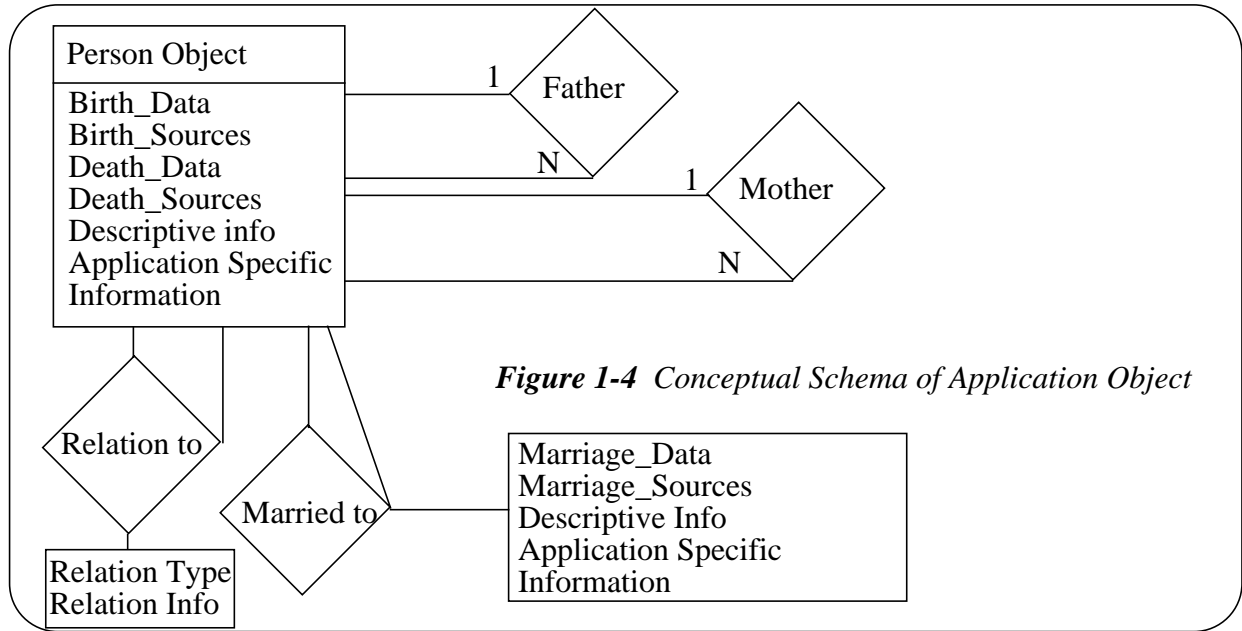 Person Object
Birth_Data
Birth_Sources
Death_Data
Death_Sources
Descriptive info
Application Specific
Information
1
Father
N
1
Mother
N
Figure 1-4 Conceptual Schema of Application Object
Relation to
Married to
Marriage_Data
Marriage_Sources
Descriptive Info
Application Specific
Information
Relation Type
Relation Info